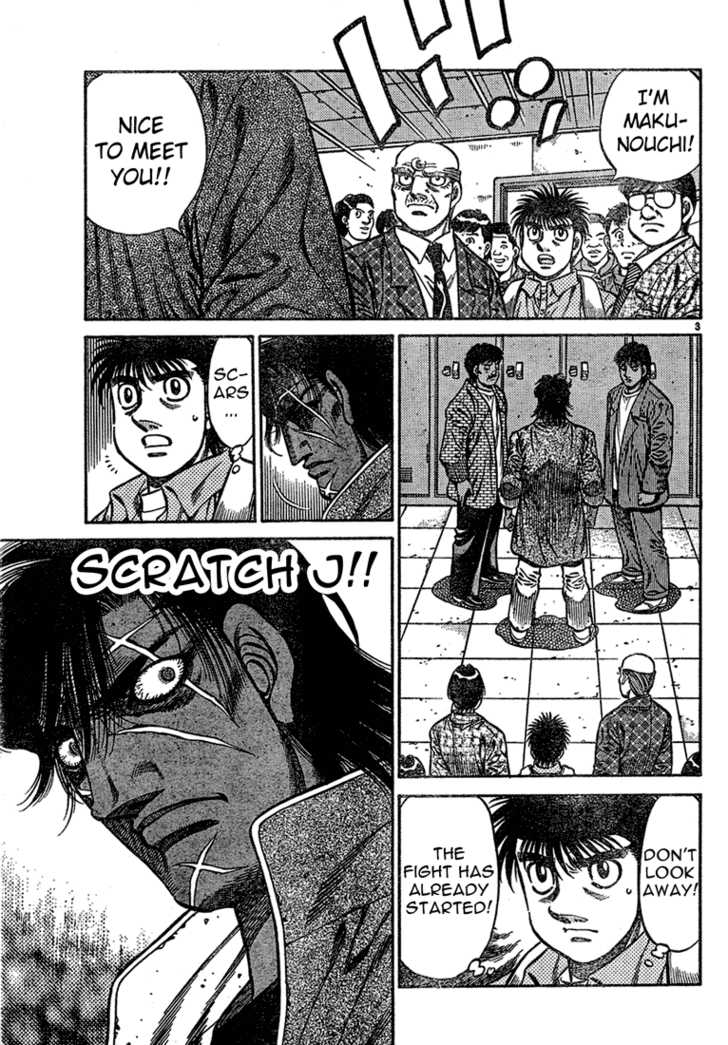 I'M
MAKU-
NOUCHI!
NICE
TO MEET
YOU!!
3
SC-
ARS
...
SCRATCH J!!
DON'T
LOOK
AWAY!
THE
FIGHT HAS
ALREADY
STARTED!